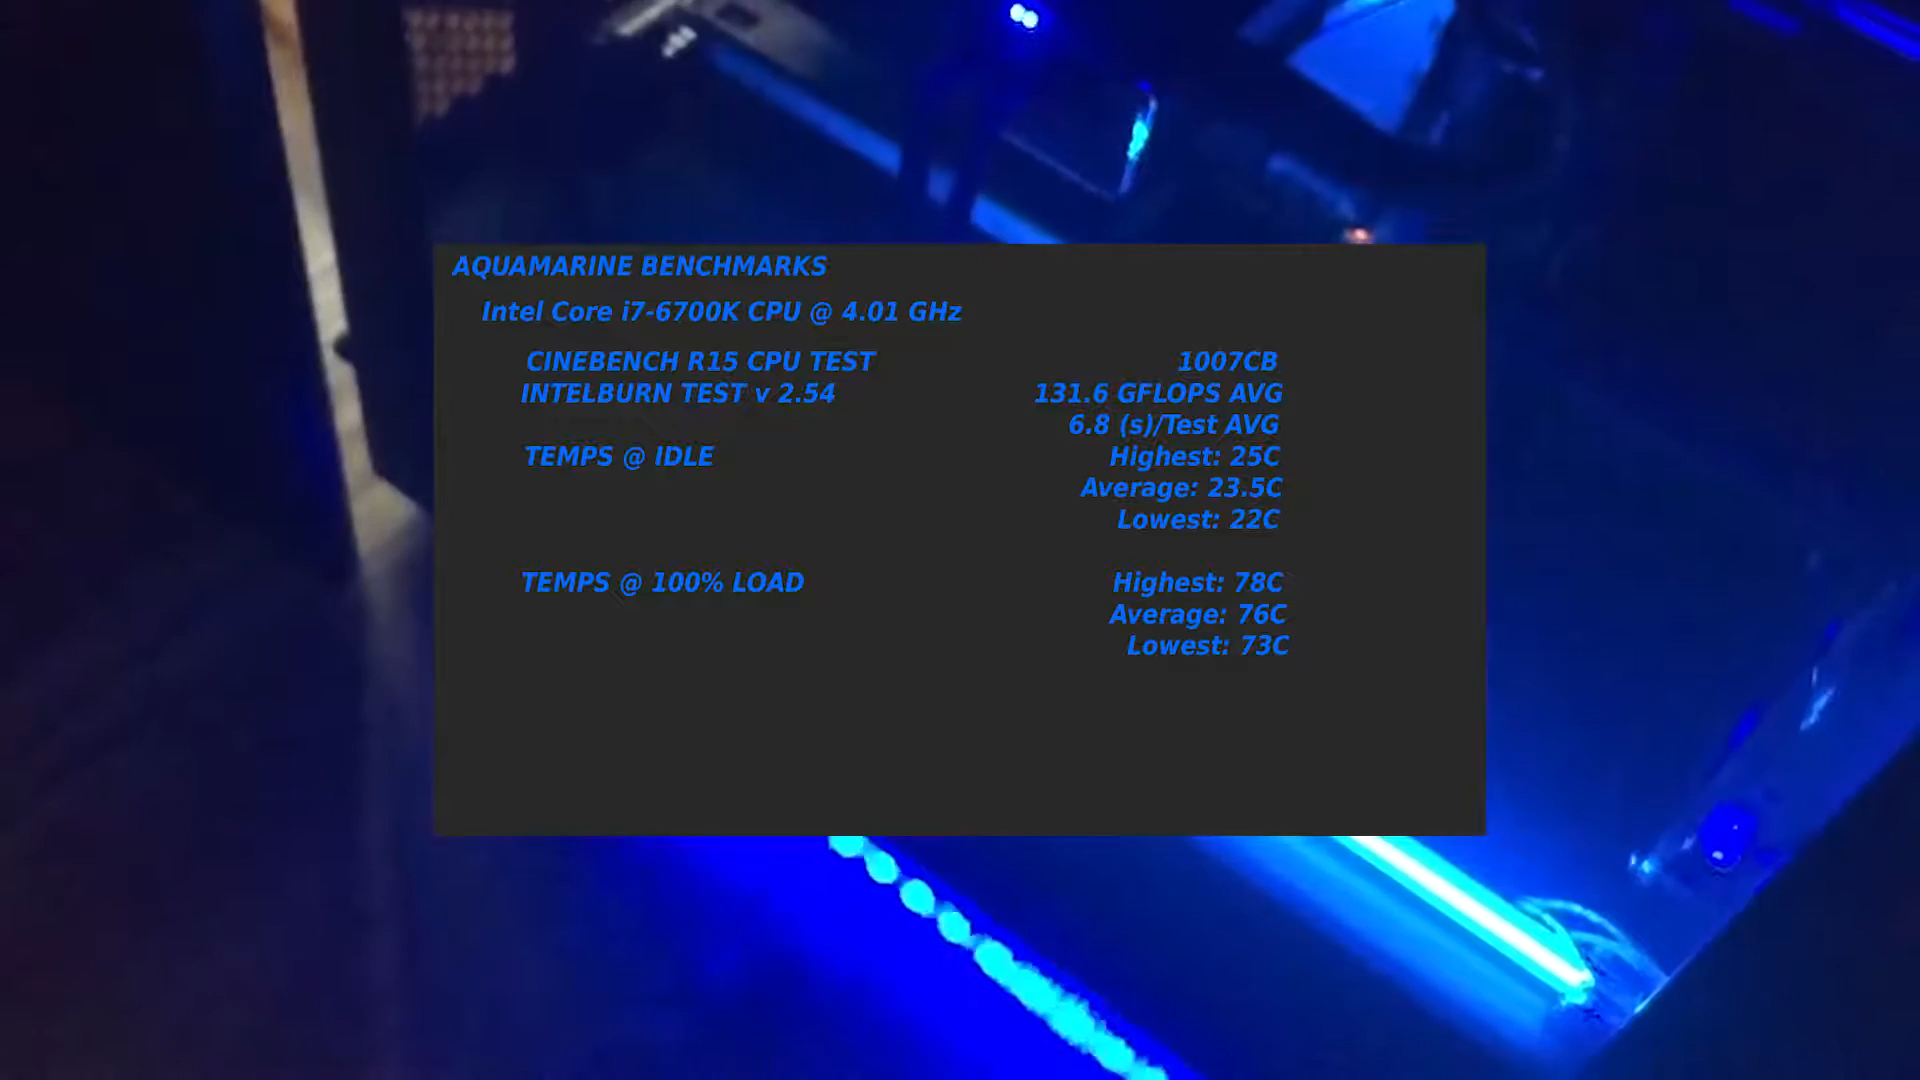 AQUAMARINE BENCHMARKS
Intel Core i7-6700K CPU @ 4.01 GHz
CINEBENCH R15 CPU TEST 1007CB
INTELBURN TEST v 2.54 131.6 GFLOPS AVG
6.8 (s)/Test AVG
TEMPS @ IDLE Highest: 25C
Average: 23.5C
Lowest: 22C
TEMPS @ 100% LOAD Highest: 78C
Average: 76C
Lowest: 73C